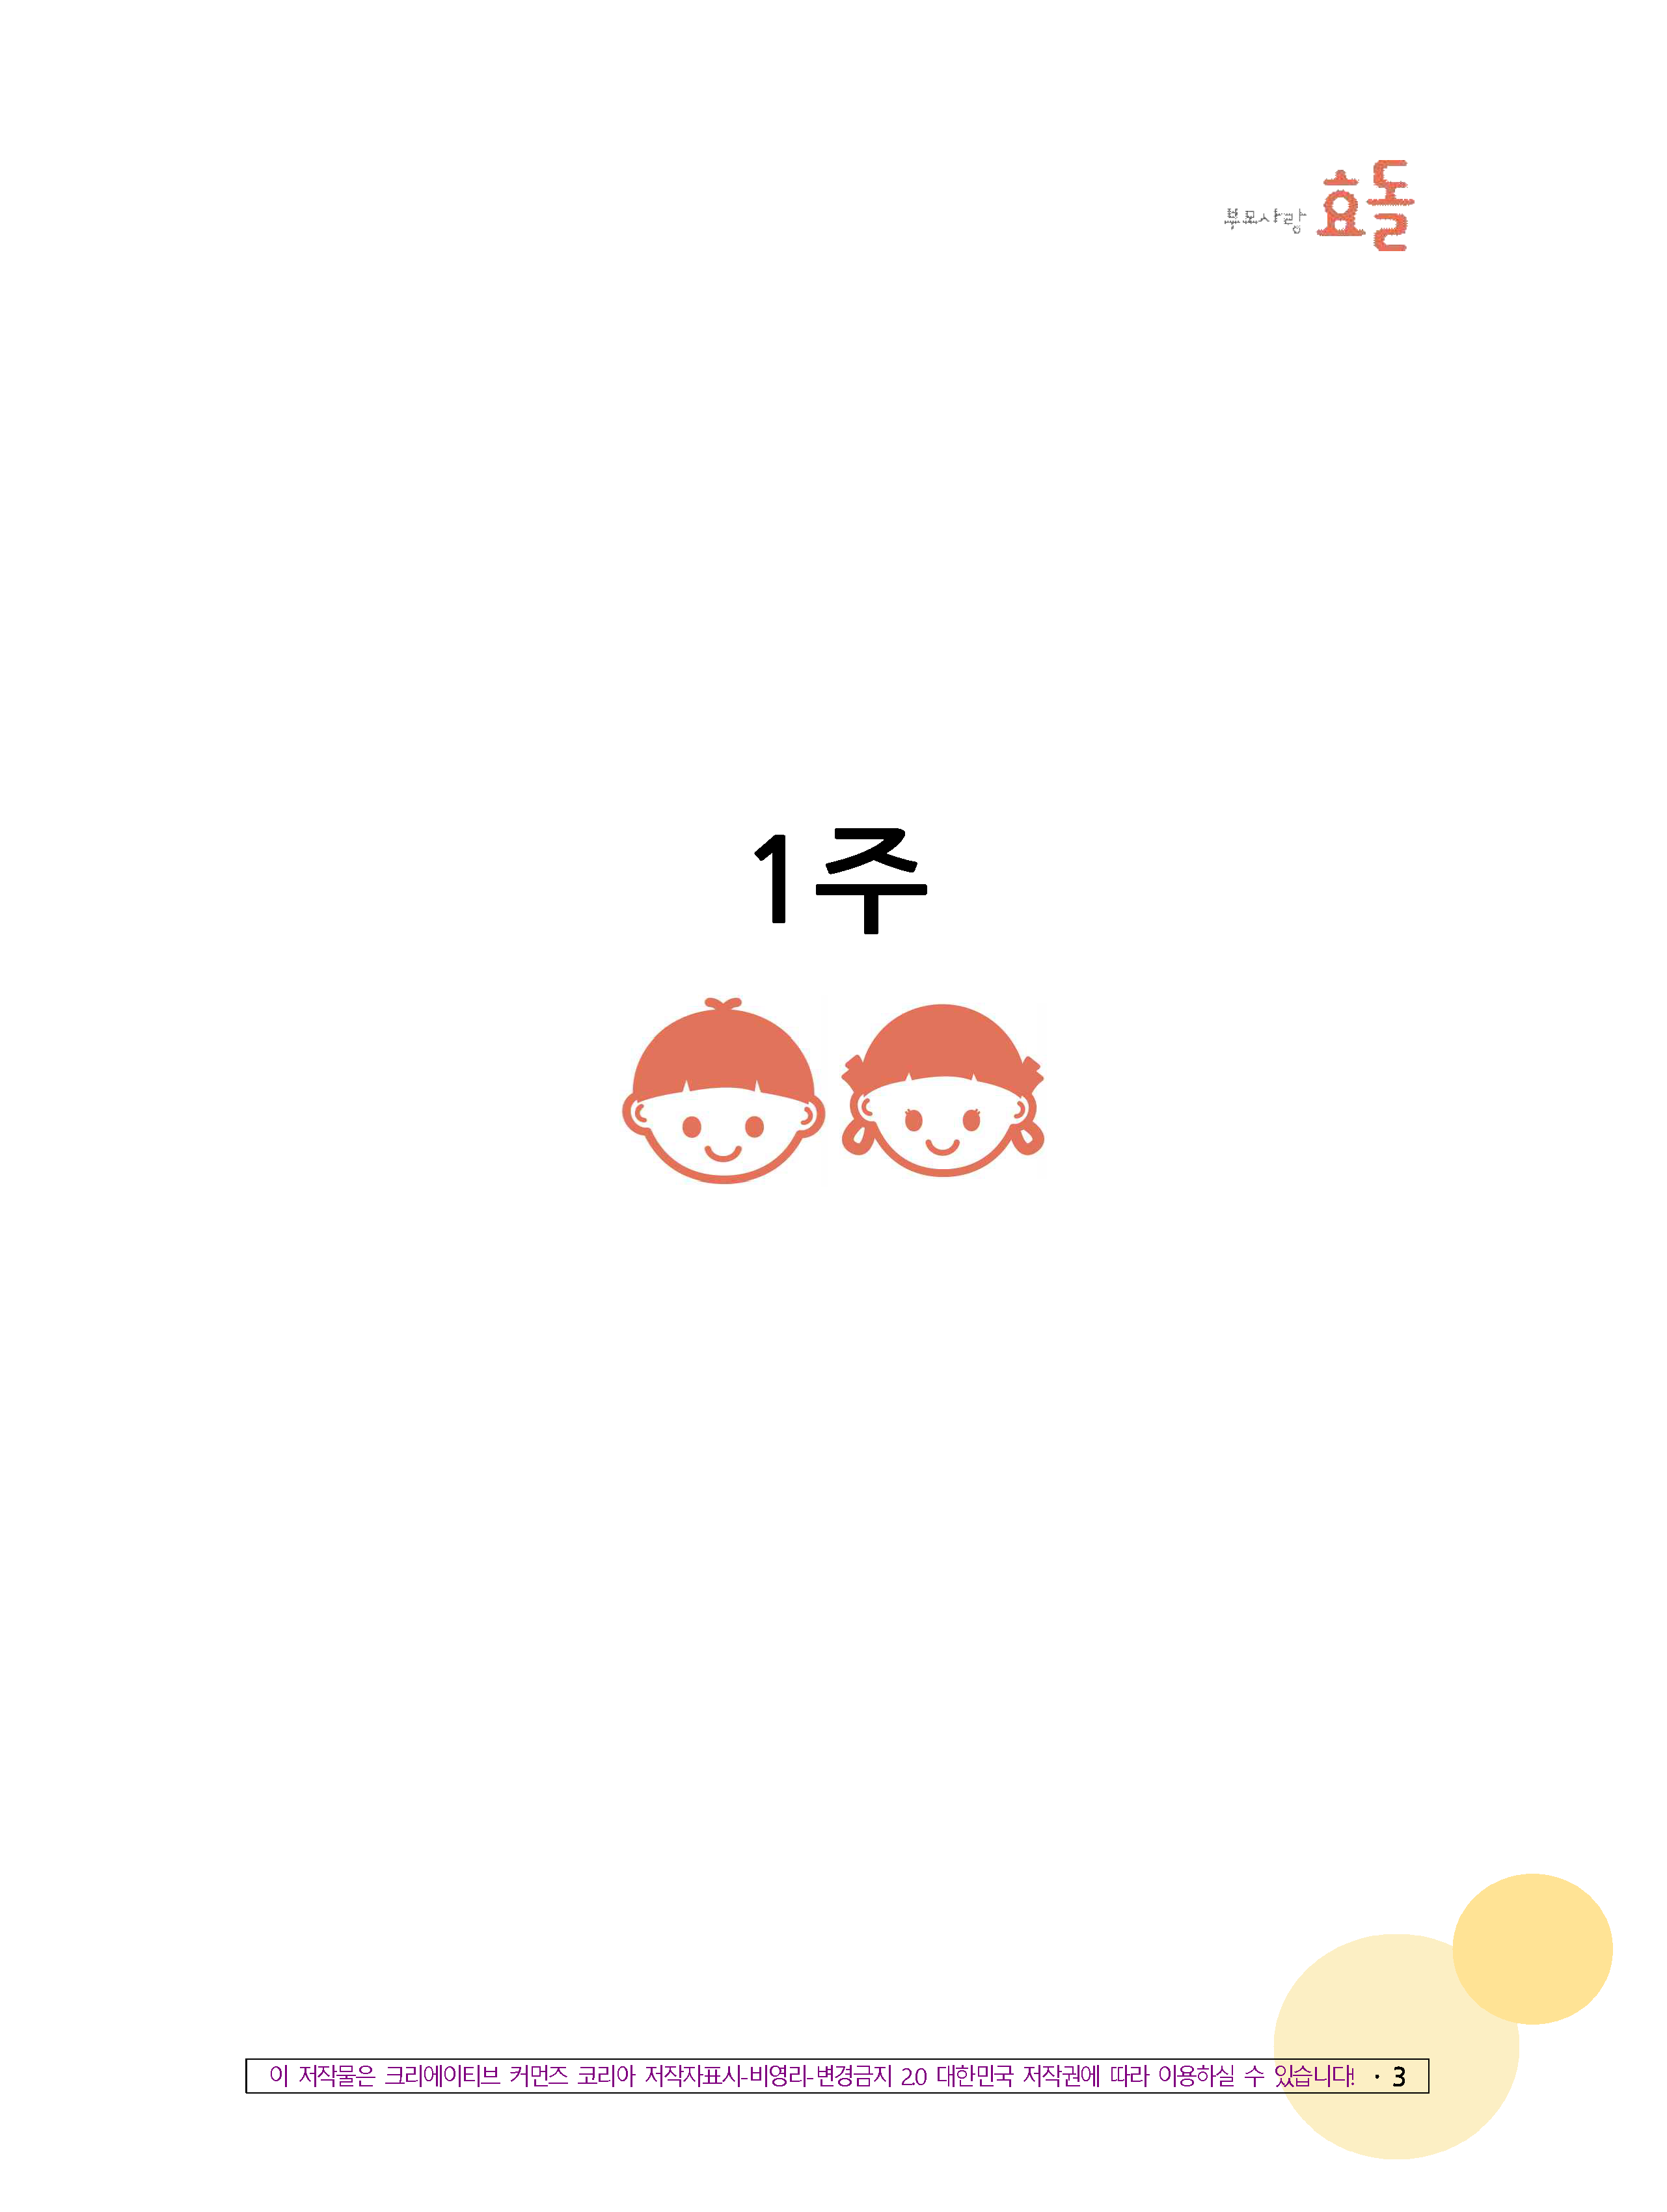 부모사랑 효돌
1주
이 저작물은 크리에이티브 커먼즈 코리아 저작자표시-비영리-변경금지 2.0 대한민국 저작권에 따라 이용하실 수 있습니다! · 3